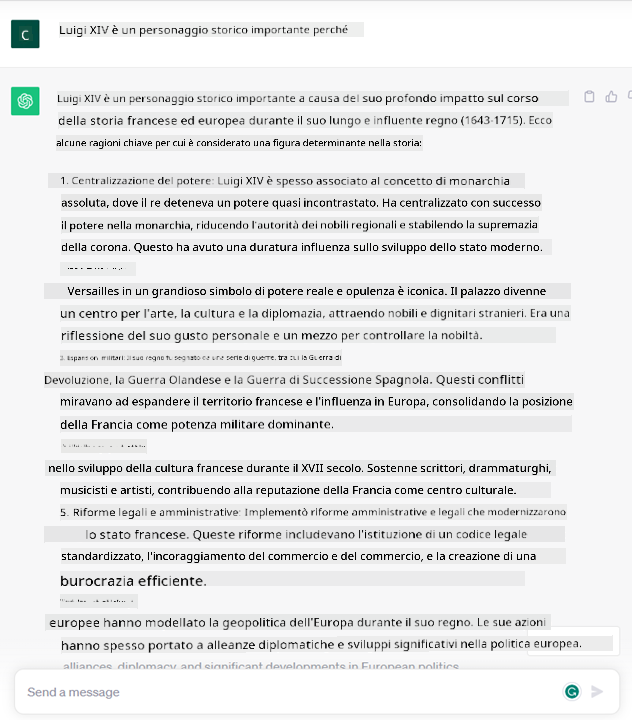 C
Luigi XIV è un personaggio storico importante perché
Luigi XIV è un personaggio storico importante a causa del suo profondo impatto sul corso
della storia francese ed europea durante il suo lungo e influente regno (1643-1715). Ecco
alcune ragioni chiave per cui è considerato una figura determinante nella storia:
1. Centralizzazione del potere: Luigi XIV è spesso associato al concetto di monarchia
assoluta, dove il re deteneva un potere quasi incontrastato. Ha centralizzato con successo
il potere nella monarchia, riducendo l'autorità dei nobili regionali e stabilendo la supremazia
della corona. Questo ha avuto una duratura influenza sullo sviluppo dello stato moderno.
Versailles in un grandioso simbolo di potere reale e opulenza è iconica. Il palazzo divenne
un centro per l'arte, la cultura e la diplomazia, attraendo nobili e dignitari stranieri. Era una
riflessione del suo gusto personale e un mezzo per controllare la nobiltà.
3. Espansioni militari: Il suo regno fu segnato da una serie di guerre, tra cui la Guerra di
Devoluzione, la Guerra Olandese e la Guerra di Successione Spagnola. Questi conflitti
miravano ad espandere il territorio francese e l'influenza in Europa, consolidando la posizione
della Francia come potenza militare dominante.
nello sviluppo della cultura francese durante il XVII secolo. Sostenne scrittori, drammaturghi,
musicisti e artisti, contribuendo alla reputazione della Francia come centro culturale.
5. Riforme legali e amministrative: Implementò riforme amministrative e legali che modernizzarono
lo stato francese. Queste riforme includevano l'istituzione di un codice legale
standardizzato, l'incoraggiamento del commercio e del commercio, e la creazione di una
burocrazia efficiente.
europee hanno modellato la geopolitica dell'Europa durante il suo regno. Le sue azioni
hanno spesso portato a alleanze diplomatiche e sviluppi significativi nella politica europea.
alliances, diplomacy, and significant developments in European politics.
Send a message